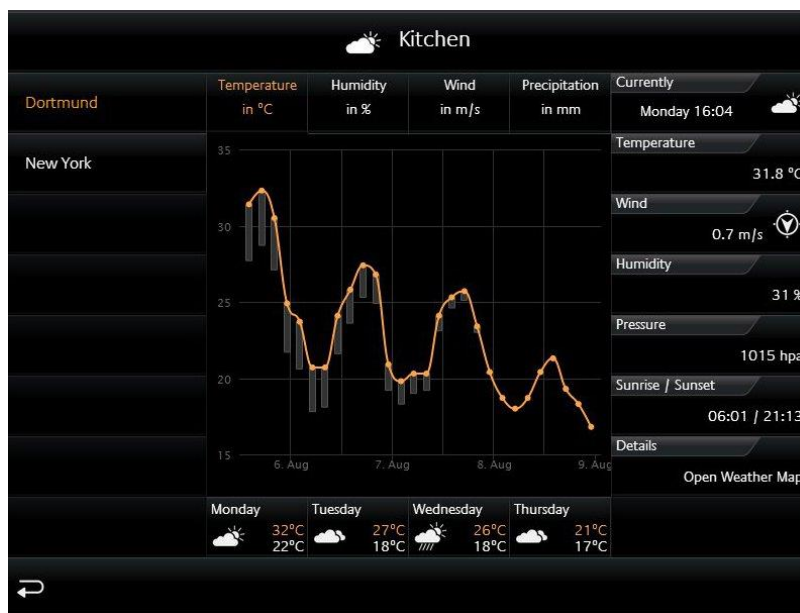 Kitchen
Dortmund
New York
Temperature
in °C
Humidity
in %
Wind
in m/s
Precipitation
in mm
35
30
25
20
15
6. Aug
7. Aug
8. Aug
9. Aug
Monday
32°C
22°C
Tuesday
27°C
18°C
Wednesday
26°C
18°C
Thursday
21°C
17°C
Currently
Monday 16:04
Temperature
31.8 °C
Wind
0.7 m/s
Humidity
31 %
Pressure
1015 hpa
Sunrise / Sunset
06:01 / 21:13
Details
Open Weather Map